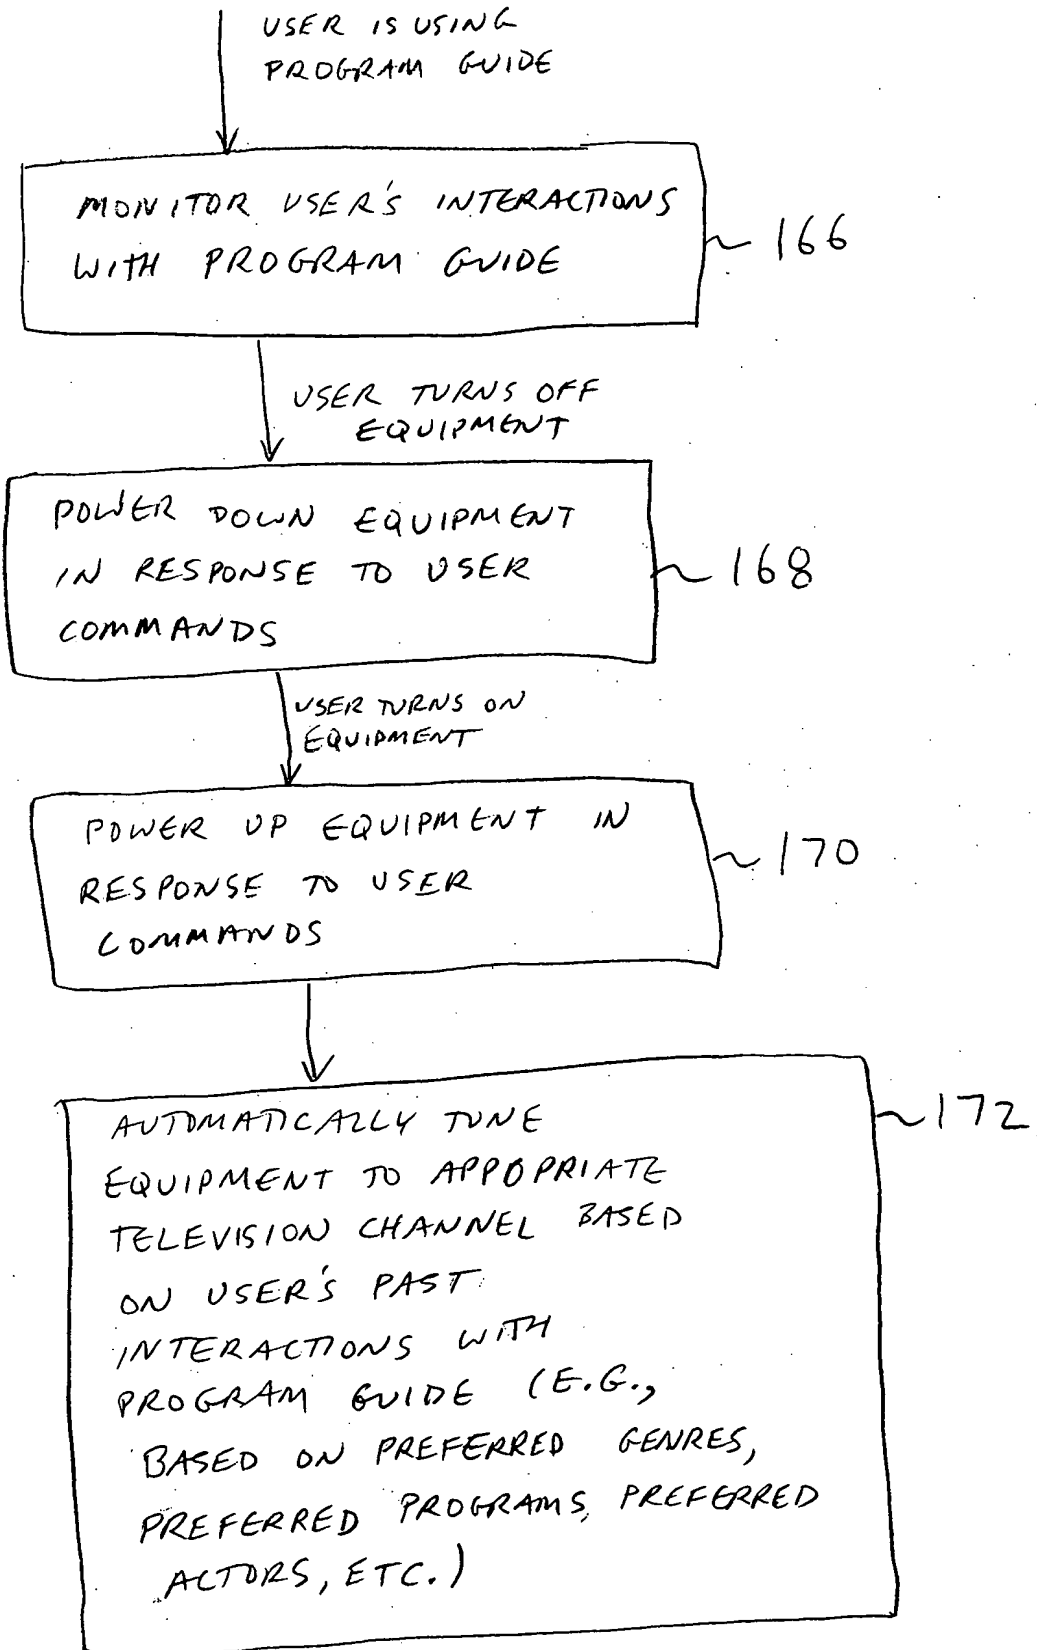 USER IS USING
PROGRAM GUIDE
MONITOR USER'S INTERACTIONS
WITH PROGRAM GUIDE
166
USER TURNS OFF
EQUIPMENT
POWER DOWN EQUIPMENT
IN RESPONSE TO USER
COMMANDS
168
USER TURNS ON
EQUIPMENT
POWER UP EQUIPMENT IN
RESPONSE TO USER
COMMANDS
170
AUTOMATICALLY TUNE
EQUIPMENT TO APPOPRIATE
TELEVISION CHANNEL BASED
ON USER'S PAST
INTERACTIONS WITH
PROGRAM GUIDE (E.G.,
BASED ON PREFERRED GENRES,
PREFERRED PROGRAMS, PREFERRED
ACTORS, ETC.)
172